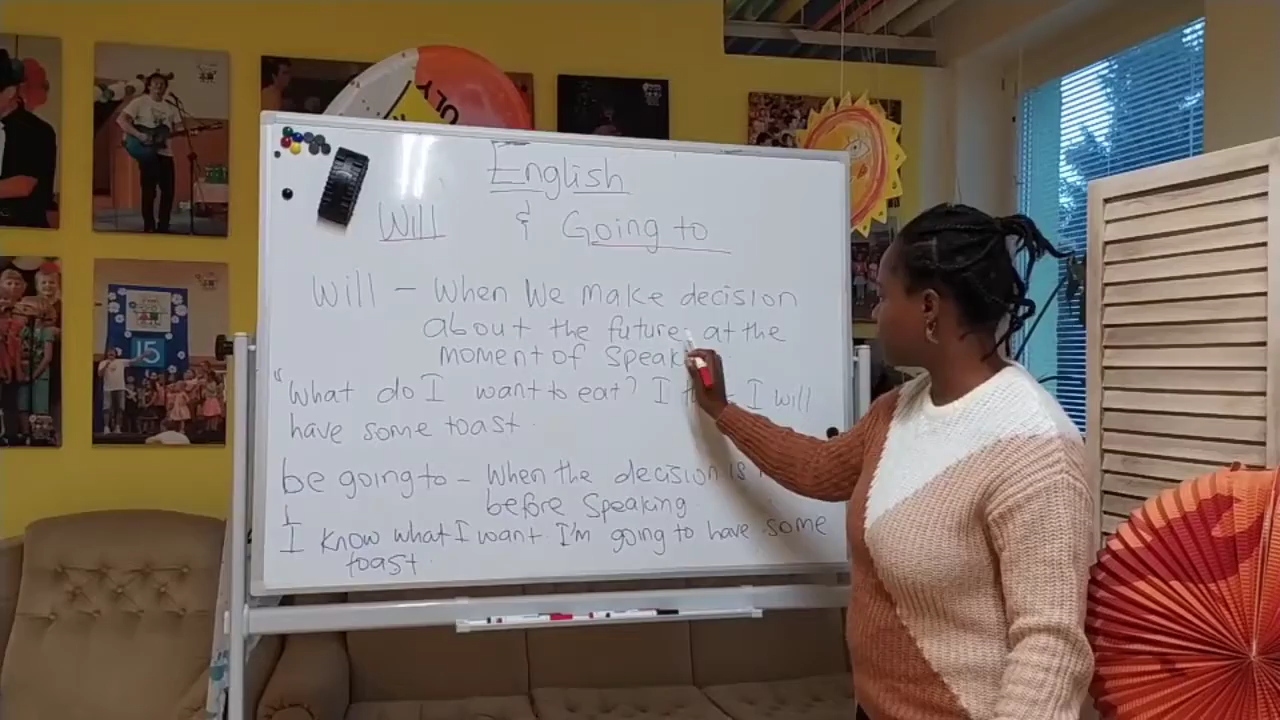 English
Will & Going to
Will - When We Make decision
about the future, at the
moment of speak
"What do I want to eat? I I will
have some toast.
be going to - When the decision is
before Speaking
I know what I want. I'm going to have some
toast.
OLY
15